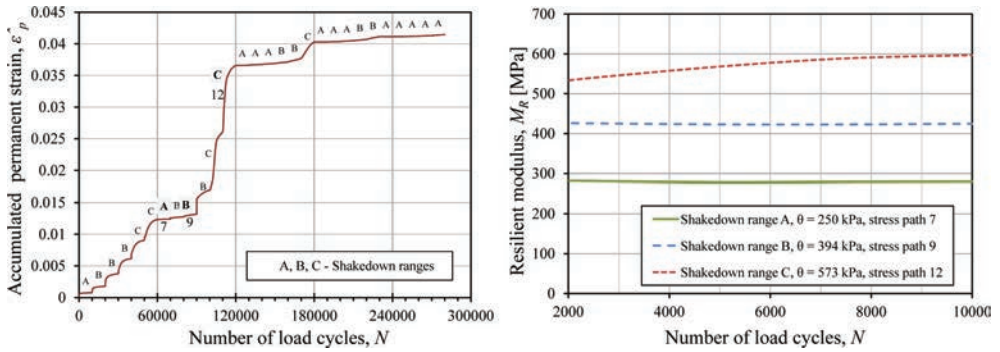 Accumulated permanent strain, ε^p
0.045
0.04
0.035
0.03
0.025
0.02
0.015
0.01
0.005
0
A
B
B
C
C
A
B
B
7
9
B
C
C
12
A A A B B
C
A A A B B A A A A A
A, B, C - Shakedown ranges
0 60000 120000 180000 240000 300000
Number of load cycles, N
Resilient modulus, M_R [MPa]
700
600
500
400
300
200
100
0
Shakedown range A, θ = 250 kPa, stress path 7
Shakedown range B, θ = 394 kPa, stress path 9
Shakedown range C, θ = 573 kPa, stress path 12
2000 4000 6000 8000 10000
Number of load cycles, N